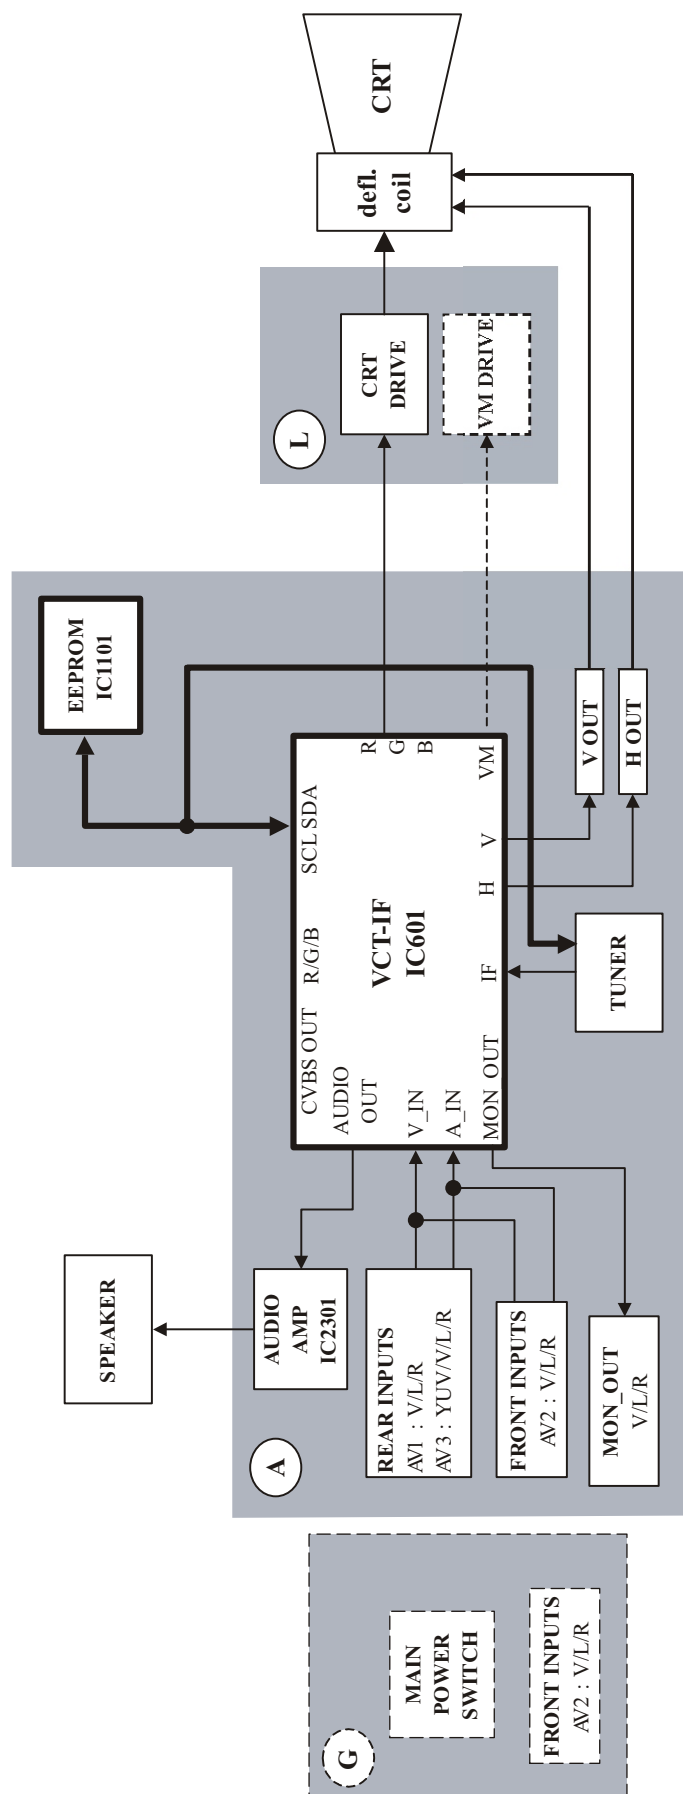 G
MAIN
POWER
SWITCH
FRONT INPUTS
AV2 : V/L/R
A
SPEAKER
AUDIO
AMP
IC2301
REAR INPUTS
AV1 : V/L/R
AV3 : YUV/V/L/R
FRONT INPUTS
AV2 : V/L/R
MON_OUT
V/L/R
CVBS OUT
R/G/B
SCL SDA
AUDIO
OUT
V_IN
A_IN
MON OUT
VCT-IF
IC601
IF
H
V
VM
R
G
B
EEPROM
IC1101
TUNER
V OUT
H OUT
L
CRT
DRIVE
VM DRIVE
defl.
coil
CRT